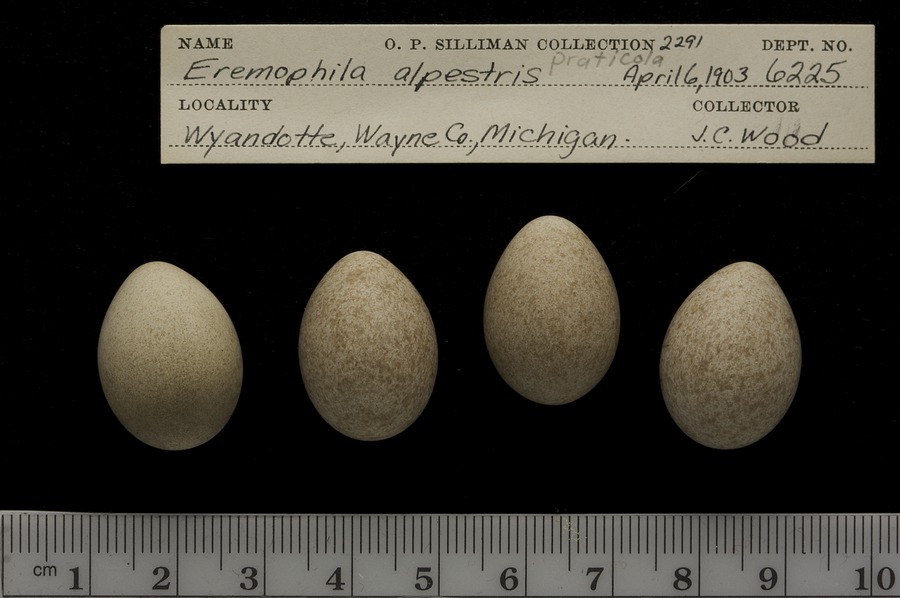 NAME O. P. SILLIMAN COLLECTION 2291 DEPT. NO.
Eremophila alpestris praticola April 6, 1903 6225
LOCALITY COLLECTOR
Wyandotte, Wayne Co., Michigan. J.C. Wood
cm 1 2 3 4 5 6 7 8 9 10